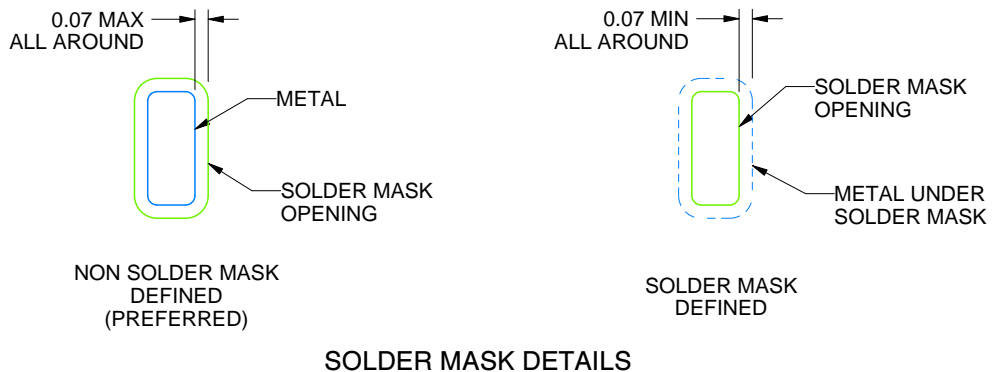 0.07 MAX
ALL AROUND
METAL
SOLDER MASK
OPENING
NON SOLDER MASK
DEFINED
(PREFERRED)
0.07 MIN
ALL AROUND
SOLDER MASK
OPENING
METAL UNDER
SOLDER MASK
SOLDER MASK
DEFINED
SOLDER MASK DETAILS